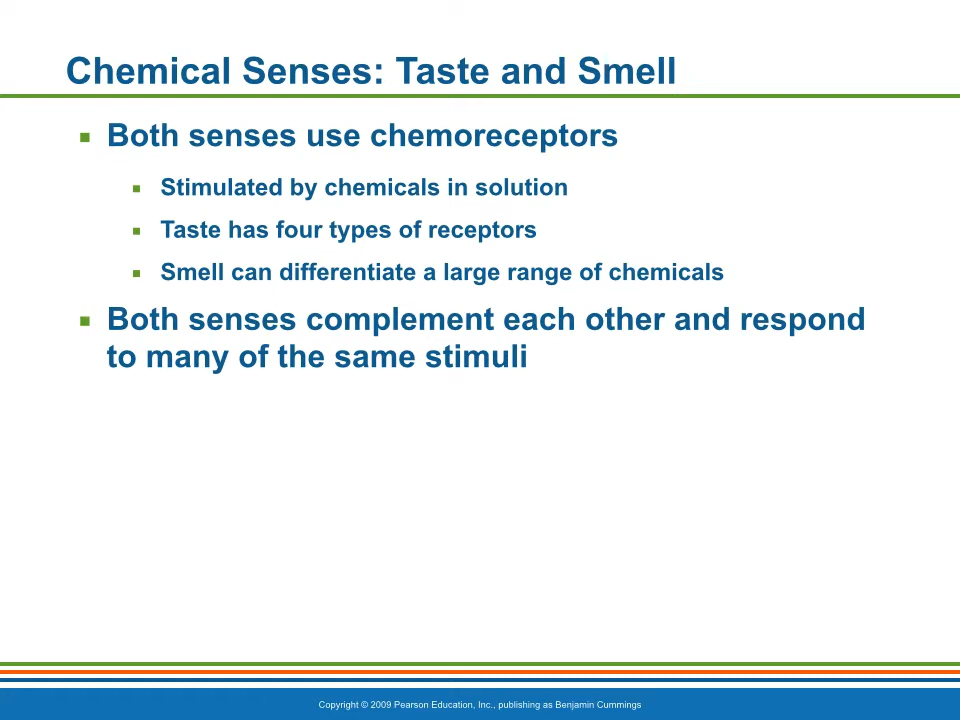 Chemical Senses: Taste and Smell
Both senses use chemoreceptors
Stimulated by chemicals in solution
Taste has four types of receptors
Smell can differentiate a large range of chemicals
Both senses complement each other and respond
to many of the same stimuli
Copyright © 2009 Pearson Education, Inc., publishing as Benjamin Cummings